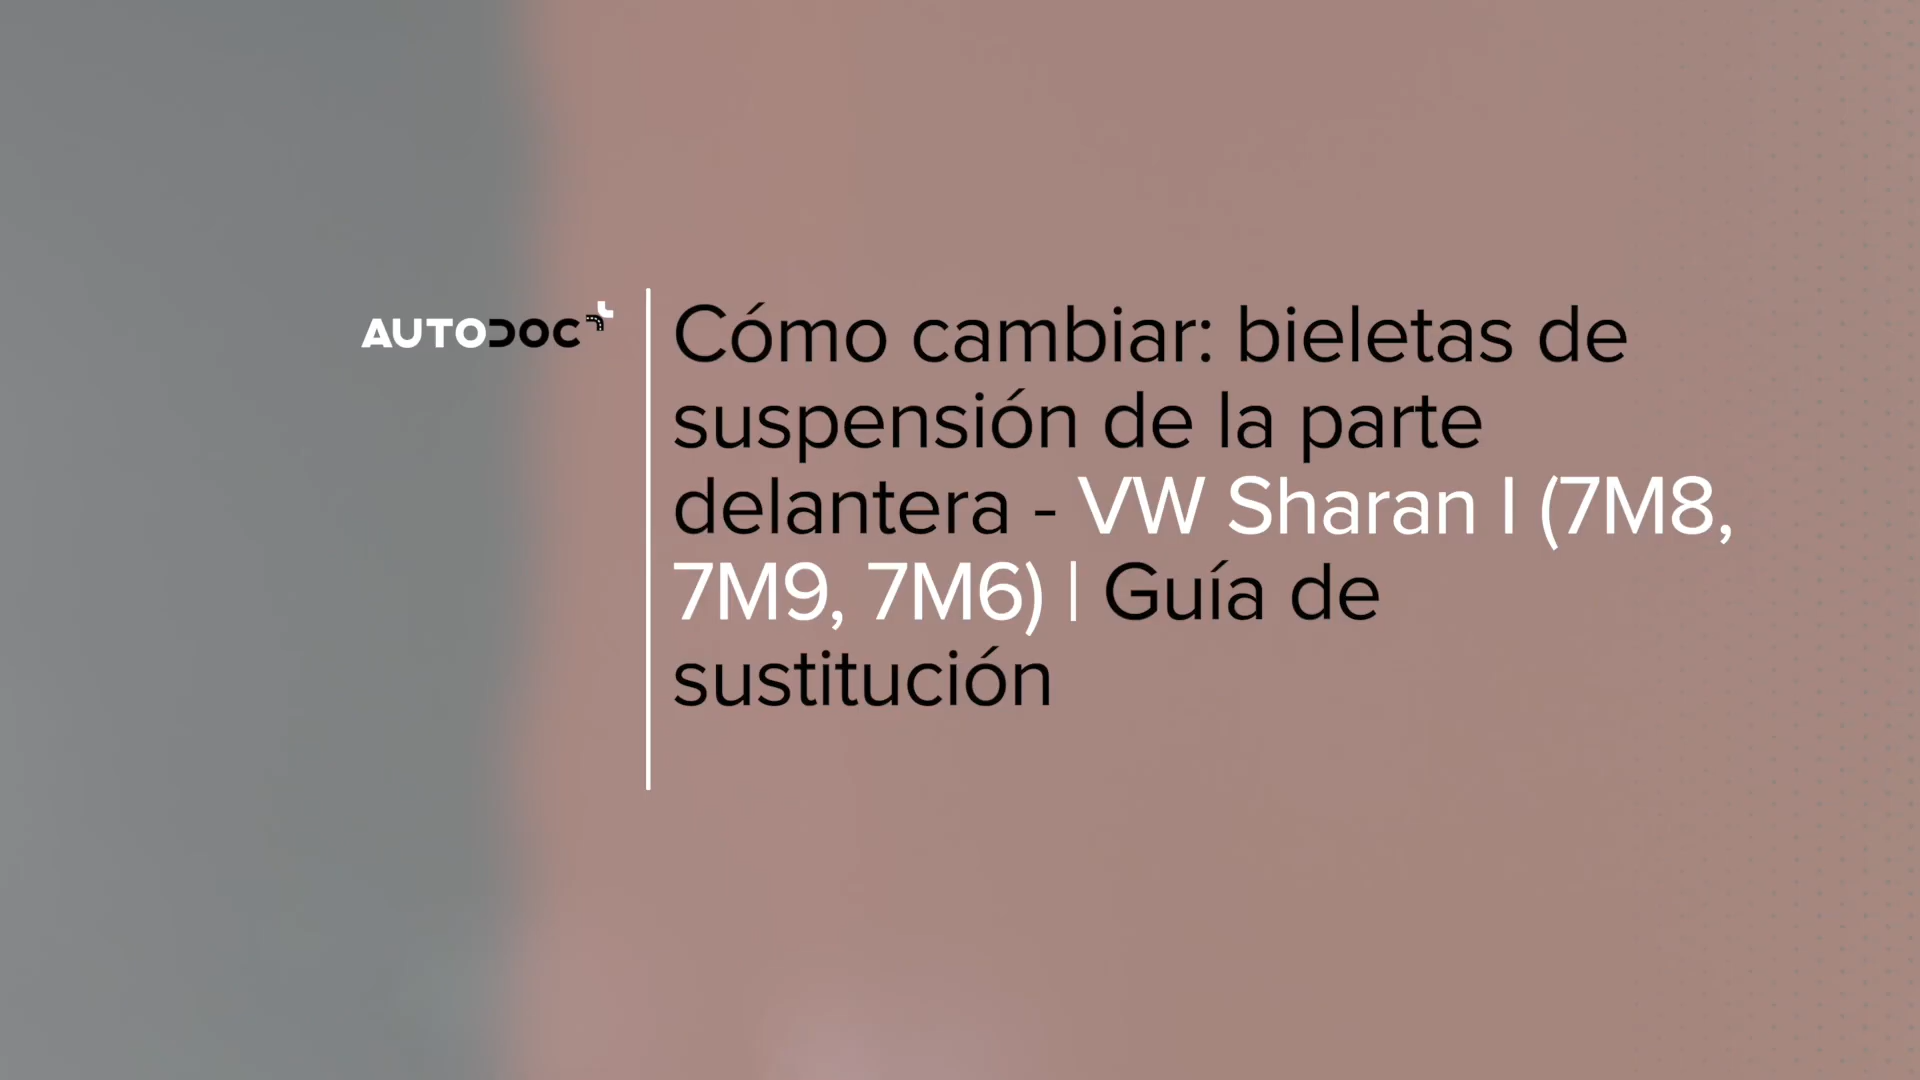 AUTODOC
Cómo cambiar: bieletas de
suspensión de la parte
delantera - VW Sharan I (7M8,
7M9, 7M6) | Guía de
sustitución